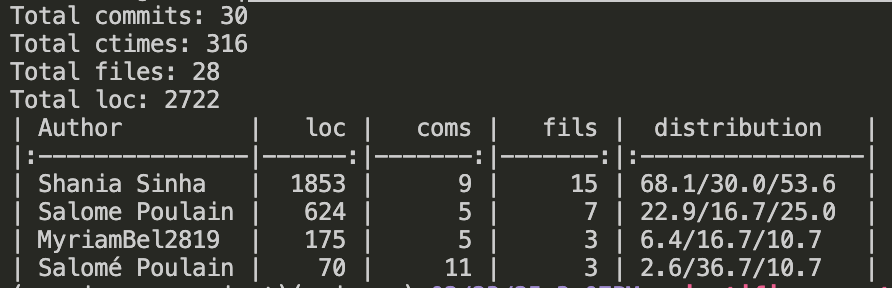 Total commits: 30
Total ctimes: 316
Total files: 28
Total loc: 2722
| Author         |   loc |   coms |   fils |  distribution   |
|:---------------|------:|-------:|-------:|:----------------|
| Shania Sinha   |  1853 |      9 |     15 | 68.1/30.0/53.6  |
| Salome Poulain |   624 |      5 |      7 | 22.9/16.7/25.0  |
| MyriamBel2819  |   175 |      5 |      3 | 6.4/16.7/10.7   |
| Salomé Poulain |    70 |     11 |      3 | 2.6/36.7/10.7   |